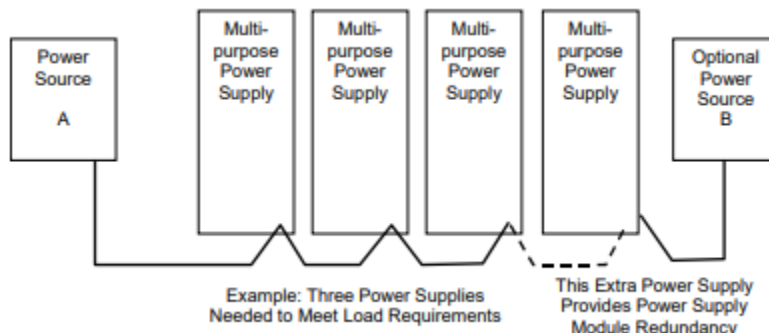 Power
Source
A
Multi-
purpose
Power
Supply
Multi-
purpose
Power
Supply
Multi-
purpose
Power
Supply
Multi-
purpose
Power
Supply
Optional
Power
Source
B
Example: Three Power Supplies
Needed to Meet Load Requirements
This Extra Power Supply
Provides Power Supply
Module Redundancy